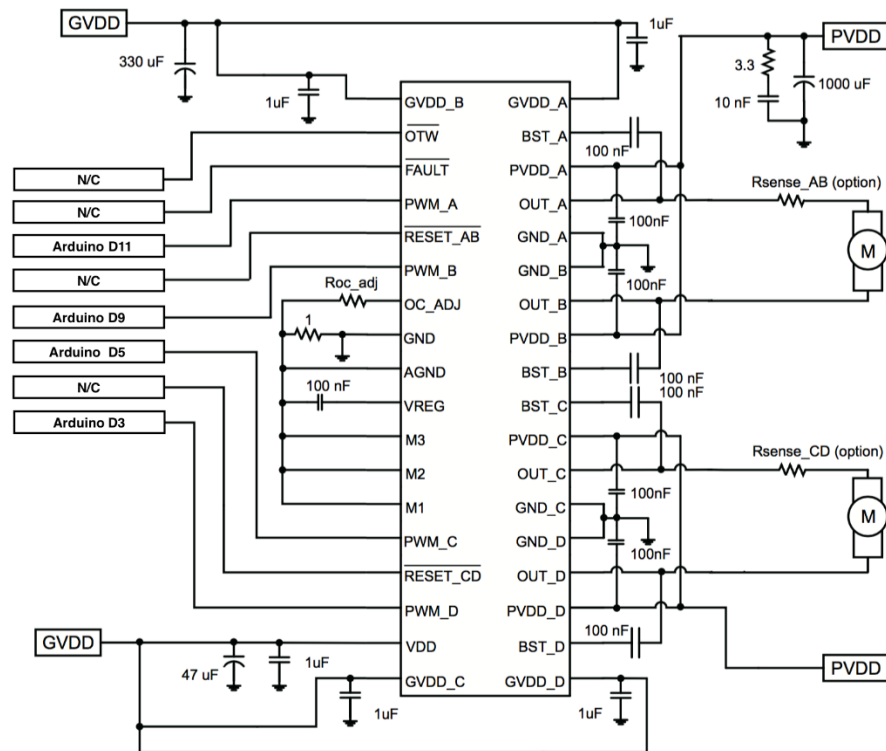 GVDD
1uF
PVDD
330 uF
3.3
1000 uF
1uF
10 nF
GVDD_B
GVDD_A
OTW
BST_A
100 nF
FAULT
PVDD_A
N/C
Rsense_AB (option)
PWM_A
OUT_A
N/C
100nF
RESET_AB
GND_A
Arduino D11
M
PWM_B
GND_B
N/C
100nF
Roc_adj
OC_ADJ
OUT_B
Arduino D9
1
GND
PVDD_B
Arduino D5
AGND
BST_B
100 nF
N/C
100 nF
VREG
BST_C
100 nF
Arduino D3
M3
PVDD_C
Rsense_CD (option)
M2
OUT_C
100nF
M1
GND_C
M
PWM_C
GND_D
100nF
RESET_CD
OUT_D
PWM_D
PVDD_D
100 nF
GVDD
VDD
BST_D
PVDD
47 uF
1uF
GVDD_C
GVDD_D
1uF
1uF